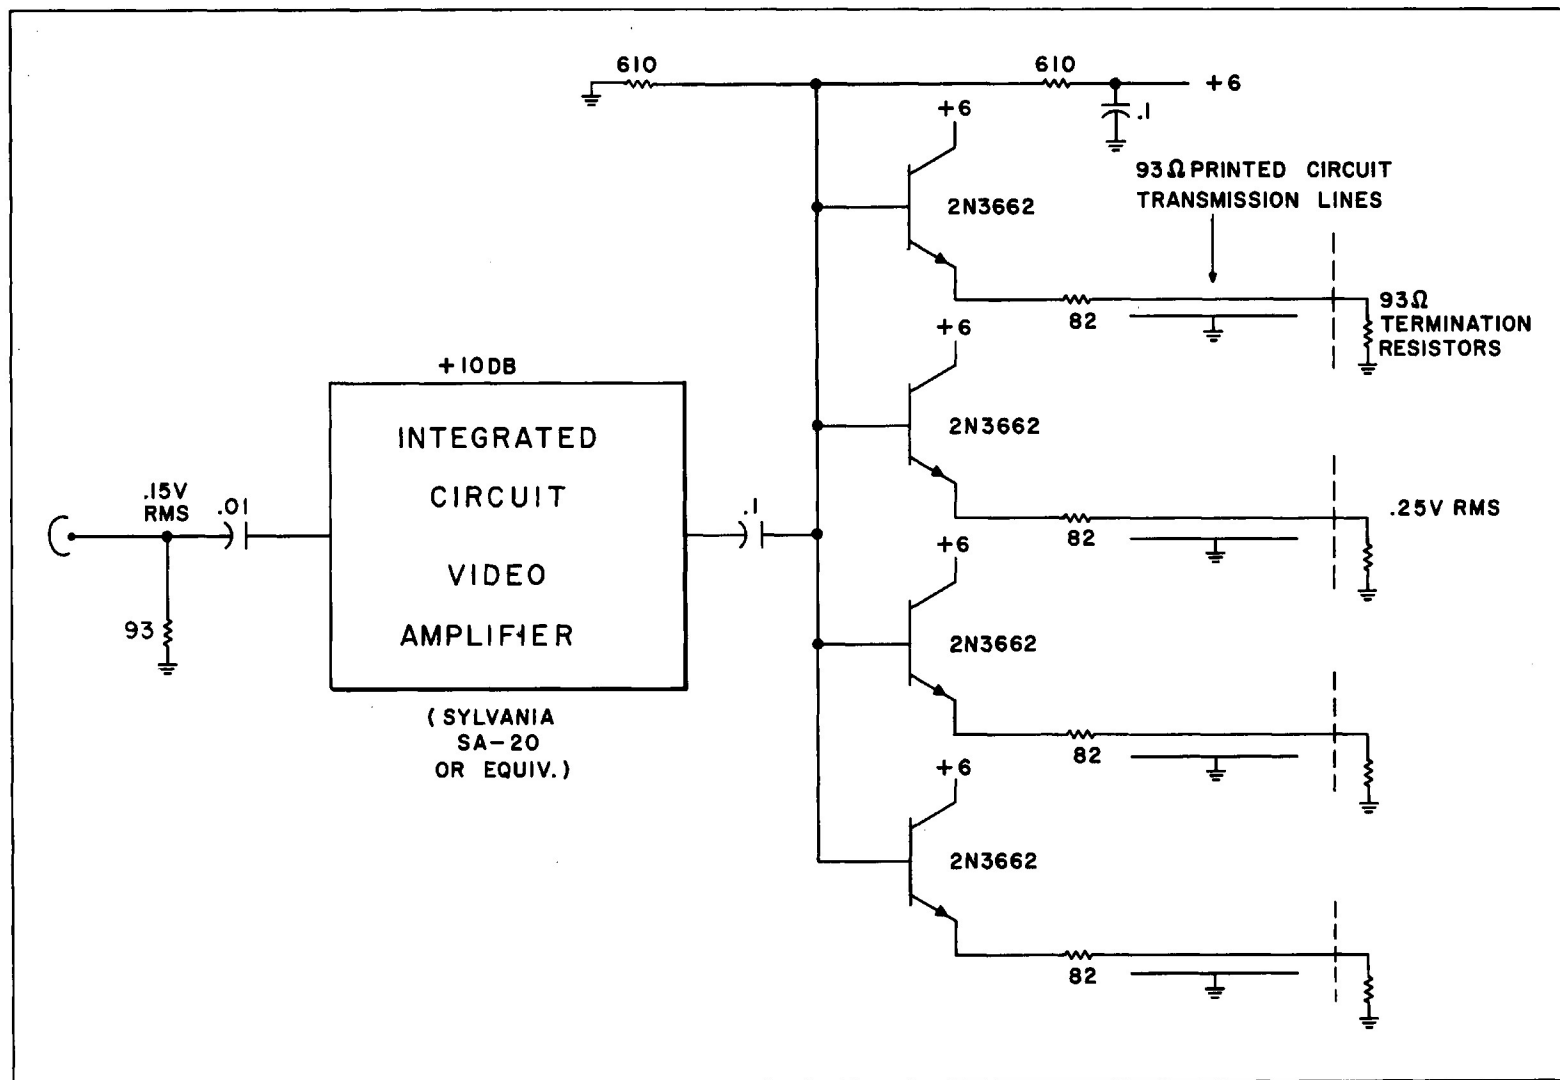 610
610
+6
.1
+6
2N3662
93Ω PRINTED CIRCUIT
TRANSMISSION LINES
82
93Ω
TERMINATION
RESISTORS
+6
2N3662
82
.25V RMS
+10DB
INTEGRATED
CIRCUIT
VIDEO
AMPLIFIER
(SYLVANIA
SA-20
OR EQUIV.)
.15V
RMS
.01
93
.1
+6
2N3662
82
+6
2N3662
82